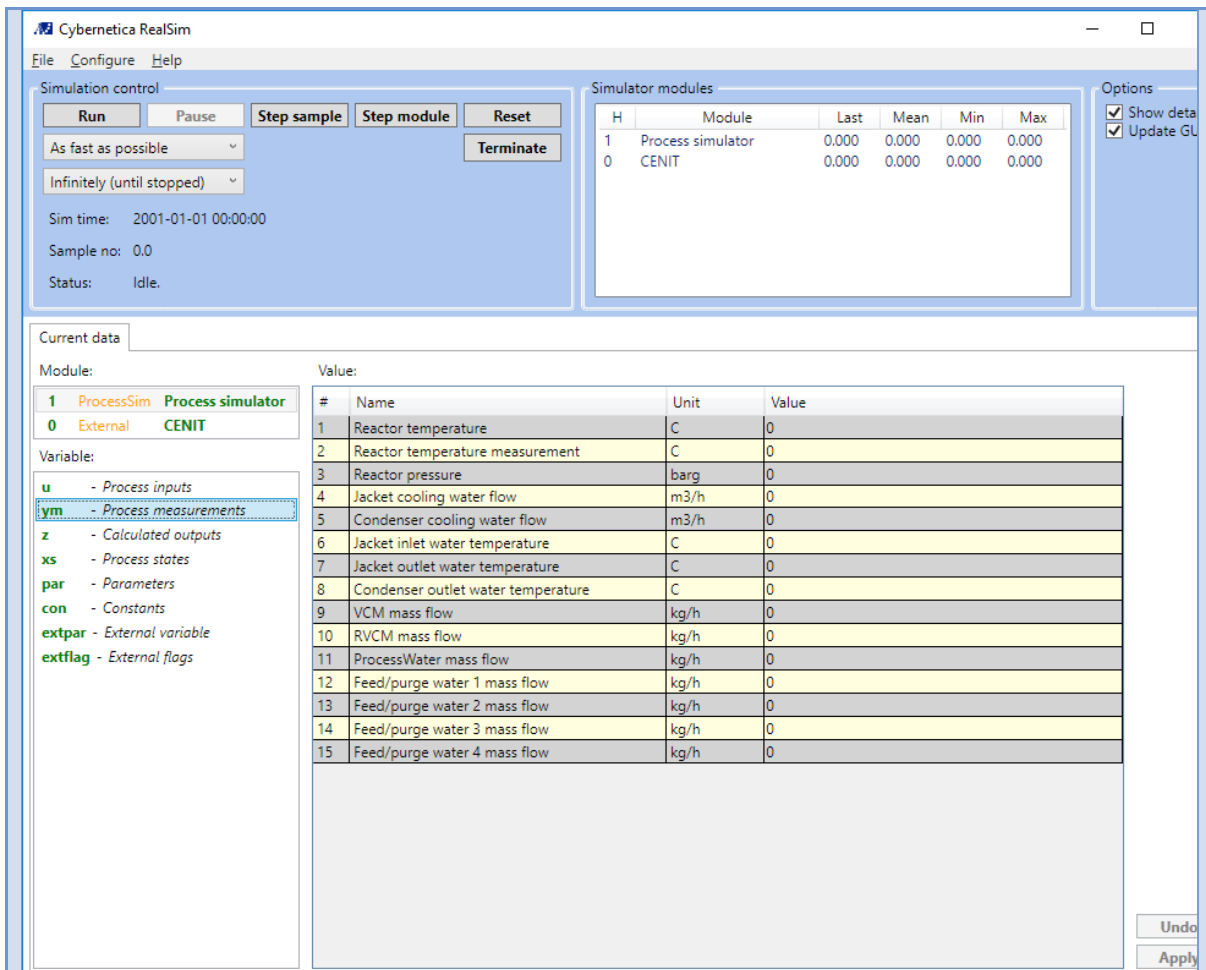 Cybernetica RealSim
File Configure Help
Simulation control
Run Pause Step sample Step module Reset
As fast as possible Terminate
Infinitely (until stopped)
Sim time: 2001-01-01 00:00:00
Sample no: 0.0
Status: Idle.
Simulator modules
H Module Last Mean Min Max
1 Process simulator 0.000 0.000 0.000 0.000
0 CENIT 0.000 0.000 0.000 0.000
Options
Show deta
Update GU
Current data
Module:
1 ProcessSim Process simulator
0 External CENIT
Variable:
u - Process inputs
ym - Process measurements
z - Calculated outputs
xs - Process states
par - Parameters
con - Constants
extpar - External variable
extflag - External flags
Value:
# Name Unit Value
1 Reactor temperature C 0
2 Reactor temperature measurement C 0
3 Reactor pressure barg 0
4 Jacket cooling water flow m3/h 0
5 Condenser cooling water flow m3/h 0
6 Jacket inlet water temperature C 0
7 Jacket outlet water temperature C 0
8 Condenser outlet water temperature C 0
9 VCM mass flow kg/h 0
10 RVCM mass flow kg/h 0
11 ProcessWater mass flow kg/h 0
12 Feed/purge water 1 mass flow kg/h 0
13 Feed/purge water 2 mass flow kg/h 0
14 Feed/purge water 3 mass flow kg/h 0
15 Feed/purge water 4 mass flow kg/h 0
Undo
Apply